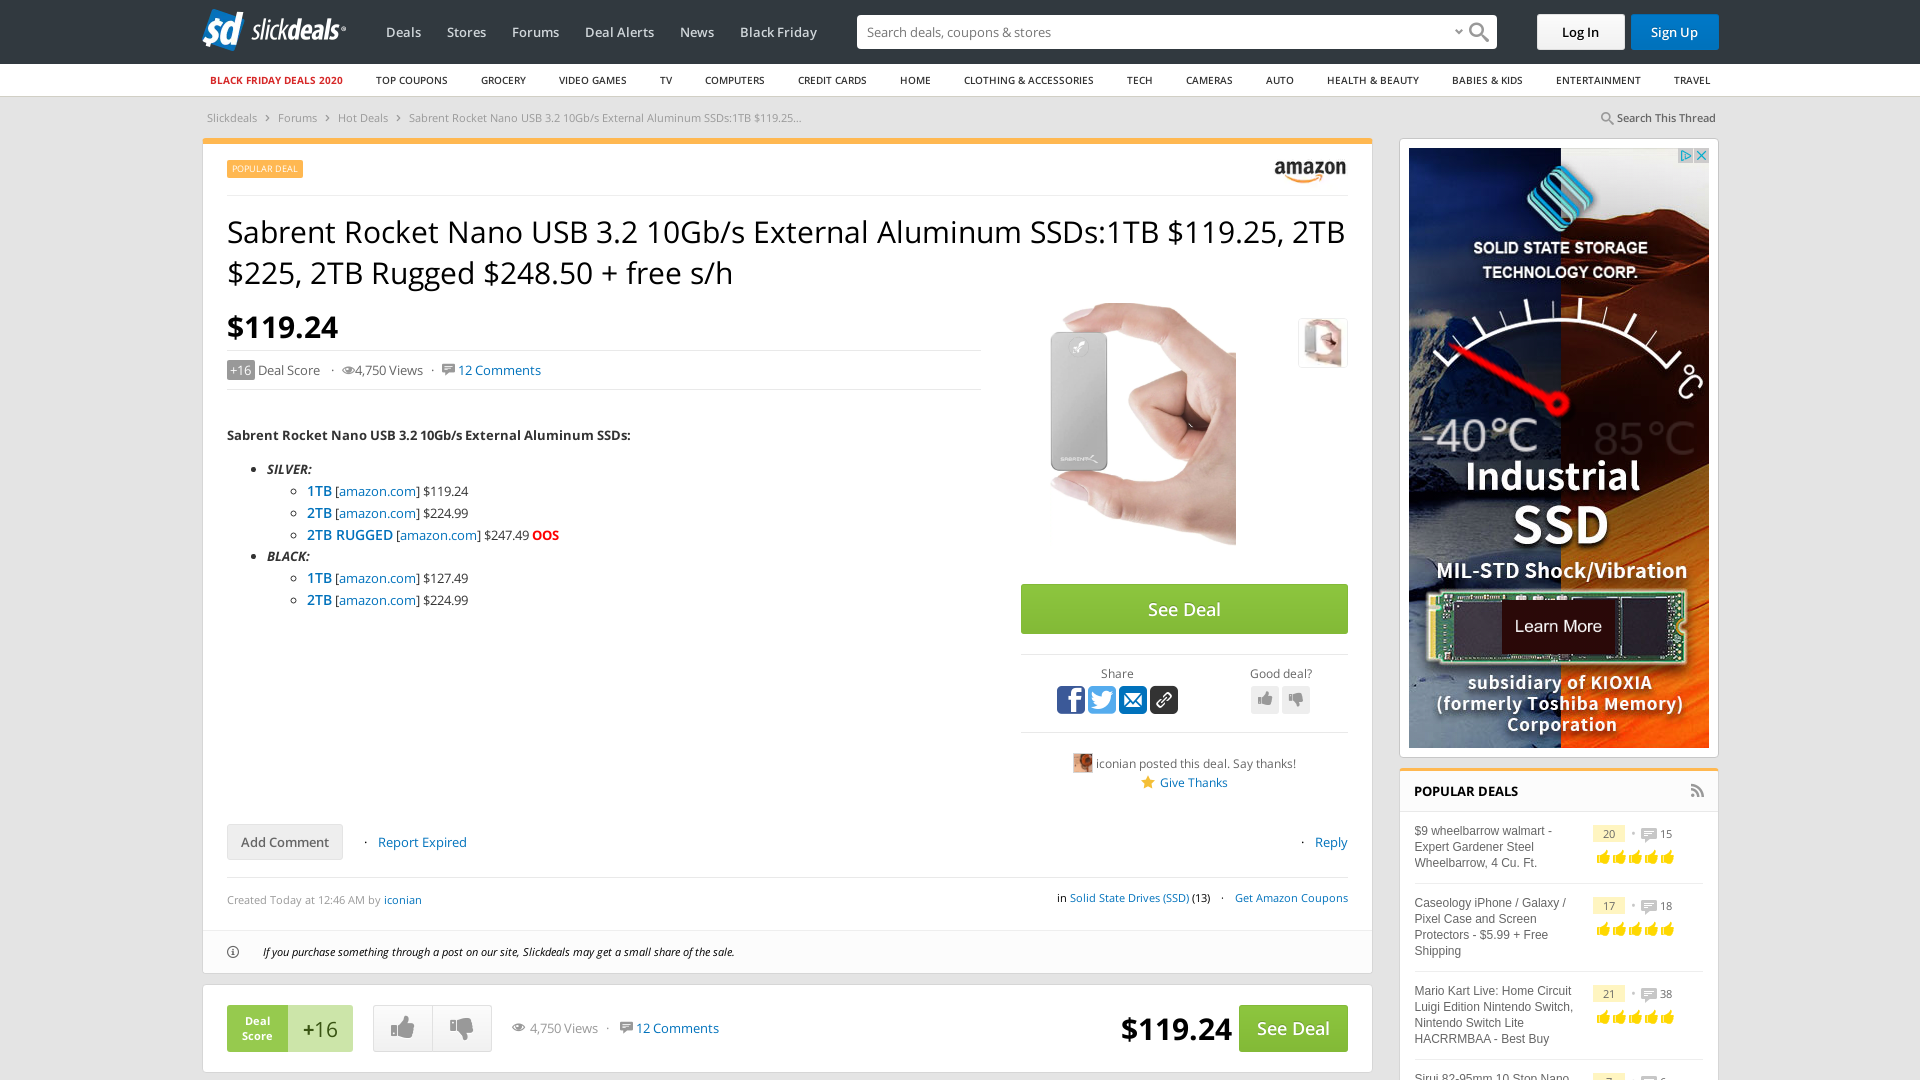 slickdeals
Deals
Stores
Forums
Deal Alerts
News
Black Friday
Search deals, coupons & stores
Log In
Sign Up
BLACK FRIDAY DEALS 2020
TOP COUPONS
GROCERY
VIDEO GAMES
TV
COMPUTERS
CREDIT CARDS
HOME
CLOTHING & ACCESSORIES
TECH
CAMERAS
AUTO
HEALTH & BEAUTY
BABIES & KIDS
ENTERTAINMENT
TRAVEL
Slickdeals › Forums › Hot Deals › Sabrent Rocket Nano USB 3.2 10Gb/s External Aluminum SSDs:1TB $119.25...
Search This Thread
POPULAR DEAL
amazon
Sabrent Rocket Nano USB 3.2 10Gb/s External Aluminum SSDs:1TB $119.25, 2TB
$225, 2TB Rugged $248.50 + free s/h
$119.24
+16 Deal Score · 4,750 Views · 12 Comments
Sabrent Rocket Nano USB 3.2 10Gb/s External Aluminum SSDs:
SILVER:
1TB [amazon.com] $119.24
2TB [amazon.com] $224.99
2TB RUGGED [amazon.com] $247.49 OOS
BLACK:
1TB [amazon.com] $127.49
2TB [amazon.com] $224.99
SABRENT
See Deal
Share
Good deal?
iconian posted this deal. Say thanks!
Give Thanks
Add Comment
· Report Expired
· Reply
Created Today at 12:46 AM by iconian
in Solid State Drives (SSD) (13) · Get Amazon Coupons
If you purchase something through a post on our site, Slickdeals may get a small share of the sale.
Deal
Score
+16
4,750 Views · 12 Comments
$119.24
See Deal
SOLID STATE STORAGE
TECHNOLOGY CORP.
°C
-40°C
85°C
Industrial
SSD
MIL-STD Shock/Vibration
Learn More
subsidiary of KIOXIA
(formerly Toshiba Memory)
Corporation
POPULAR DEALS
$9 wheelbarrow walmart -
Expert Gardener Steel
Wheelbarrow, 4 Cu. Ft.
20 • 15
Caseology iPhone / Galaxy /
Pixel Case and Screen
Protectors - $5.99 + Free
Shipping
17 • 18
Mario Kart Live: Home Circuit
Luigi Edition Nintendo Switch,
Nintendo Switch Lite
HACRRMBAA - Best Buy
21 • 38
Sirui 82-95mm 10 Stop Nano